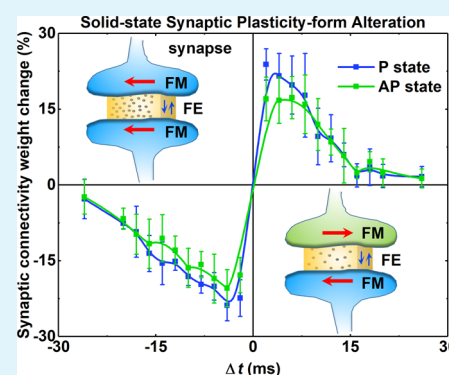 Solid-state Synaptic Plasticity-form Alteration
Synaptic connectivity weight change (%)
30
15
0
-15
-30
synapse
FM
FE
FM
P state
AP state
FM
FE
FM
-30
-15
0
15
30
Δt (ms)